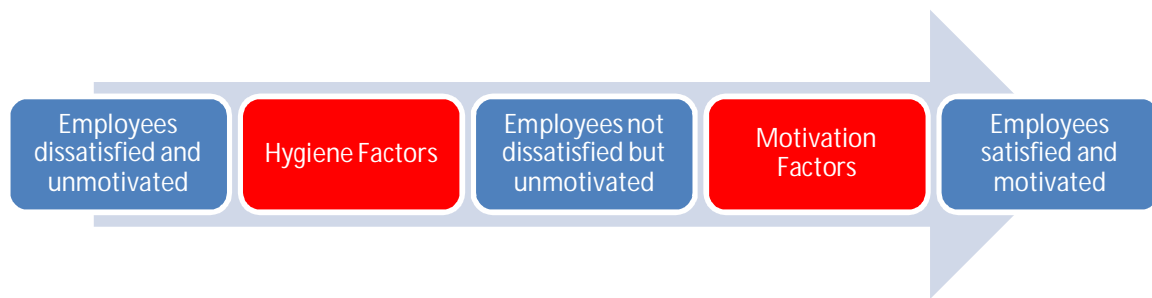 Employees
dissatisfied and
unmotivated
Hygiene Factors
Employees not
dissatisfied but
unmotivated
Motivation
Factors
Employees
satisfied and
motivated